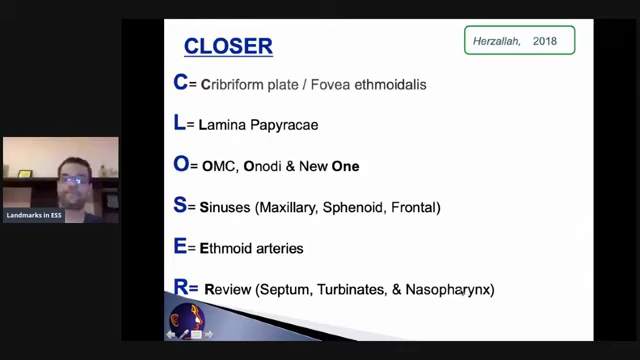 CLOSER
Herzallah, 2018
C= Cribriform plate / Fovea ethmoidalis
L= Lamina Papyracae
O= OMC, Onodi & New One
S= Sinuses (Maxillary, Sphenoid, Frontal)
Landmarks in ESS
E= Ethmoid arteries
R= Review (Septum, Turbinates, & Nasopharynx)